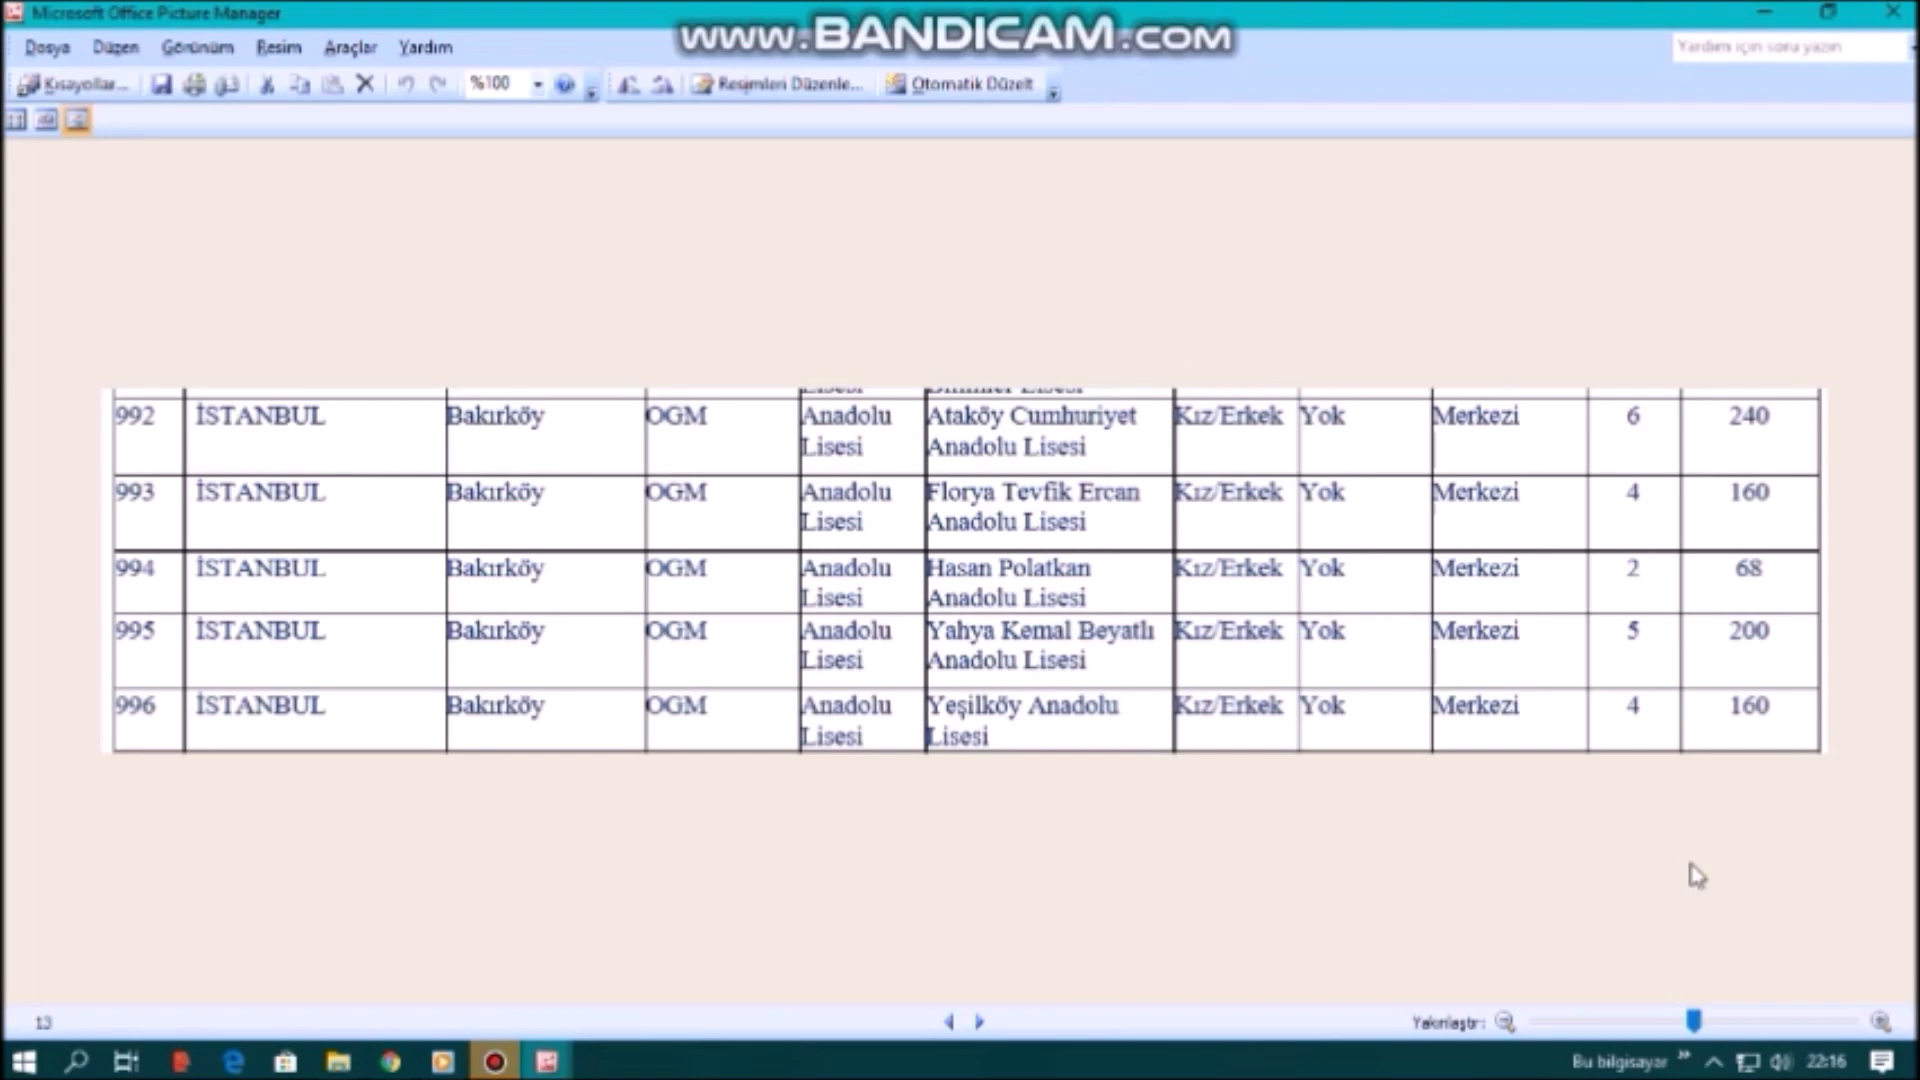 Microsoft Office Picture Manager
www.BANDICAM.com
Dosya Düzen Görünüm Resim Araçlar Yardım
Yardım için soru yazın
Kısayollar... %100 Resimleri Düzenle... Otomatik Düzelt
992 İSTANBUL Bakırköy OGM Anadolu Lisesi Ataköy Cumhuriyet Anadolu Lisesi Kız/Erkek Yok Merkezi 6 240
993 İSTANBUL Bakırköy OGM Anadolu Lisesi Florya Tevfik Ercan Anadolu Lisesi Kız/Erkek Yok Merkezi 4 160
994 İSTANBUL Bakırköy OGM Anadolu Lisesi Hasan Polatkan Anadolu Lisesi Kız/Erkek Yok Merkezi 2 68
995 İSTANBUL Bakırköy OGM Anadolu Lisesi Yahya Kemal Beyatlı Anadolu Lisesi Kız/Erkek Yok Merkezi 5 200
996 İSTANBUL Bakırköy OGM Anadolu Lisesi Yeşilköy Anadolu Lisesi Kız/Erkek Yok Merkezi 4 160
13 Yakınlaştır:
Bu bilgisayar 22:16